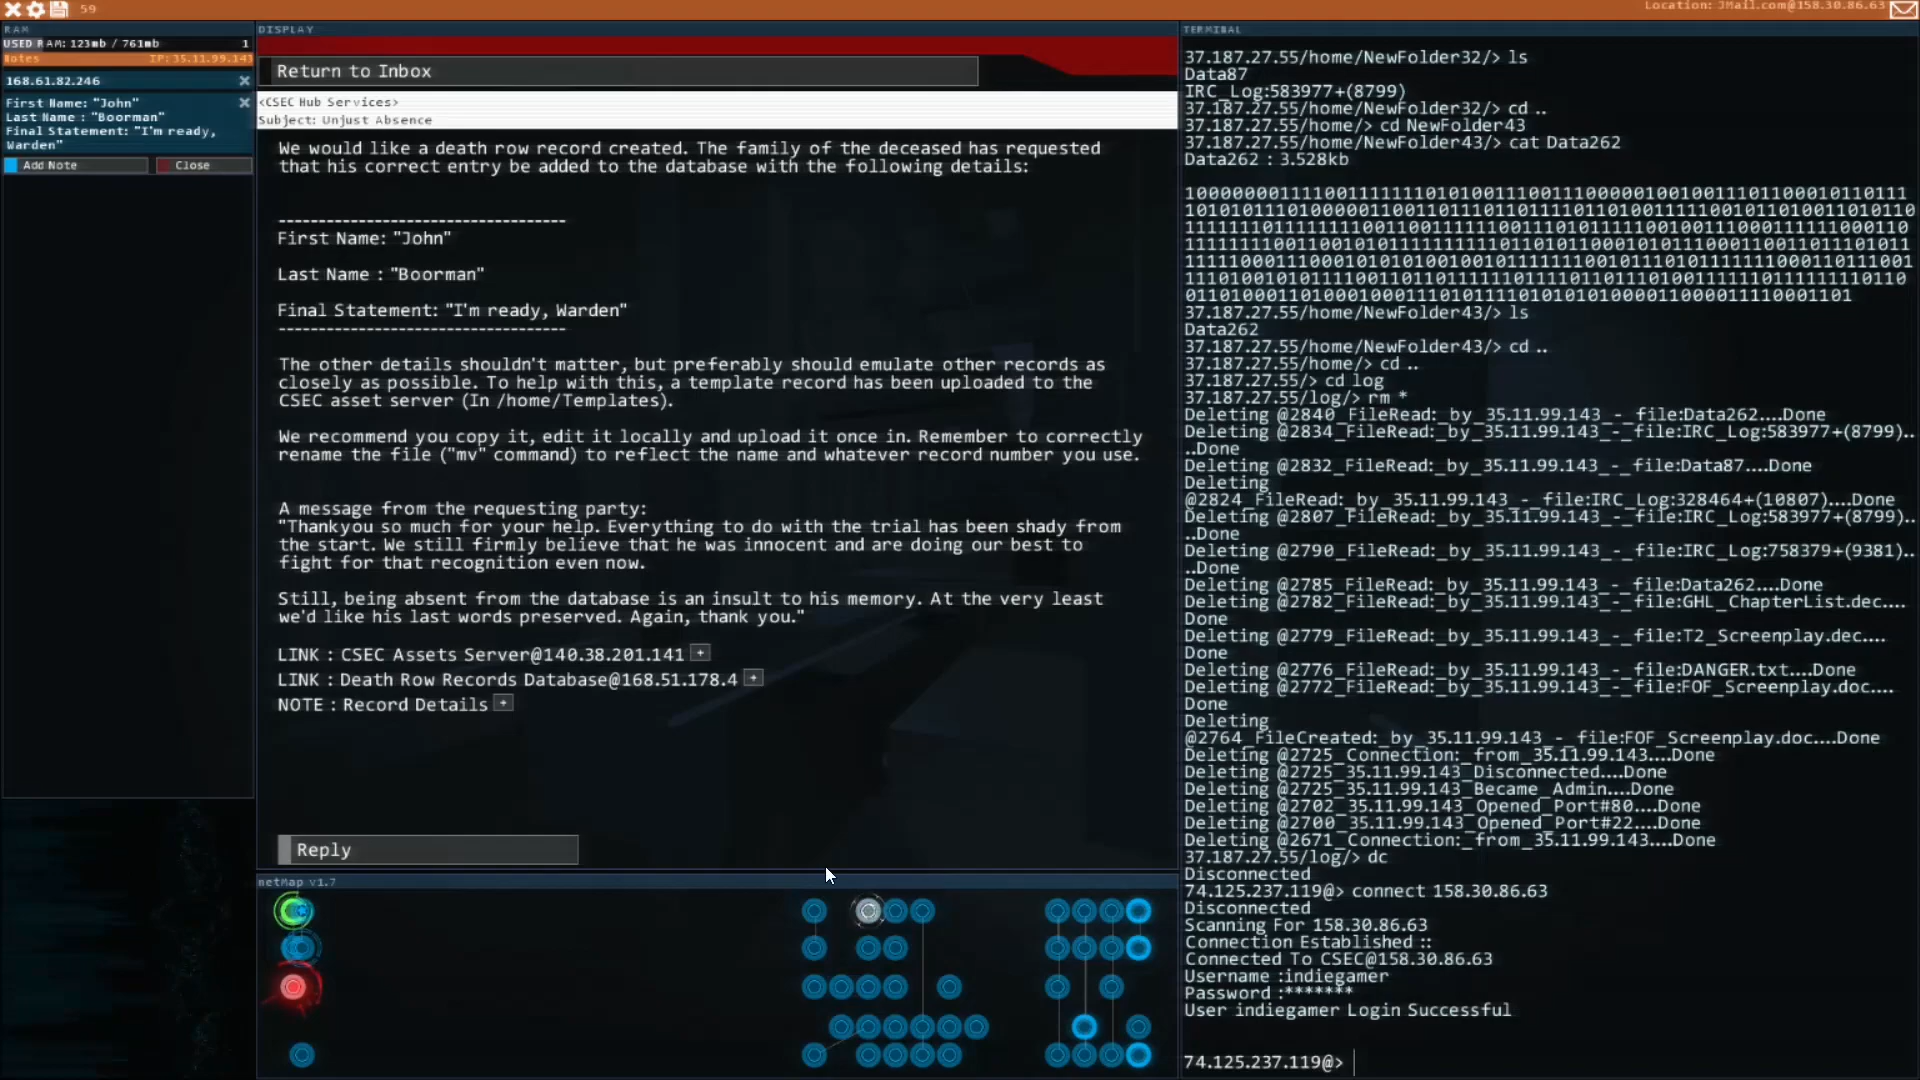 59
Location: JMail.com@158.30.86.63
RAM
USED RAM: 123mb / 761mb 1
Notes IP: 35.11.99.143
168.61.82.246
First Name: "John"
Last Name : "Boorman"
Final Statement: "I'm ready,
Warden"
Add Note
Close
DISPLAY
Return to Inbox
<CSEC Hub Services>
Subject: Unjust Absence
We would like a death row record created. The family of the deceased has requested
that his correct entry be added to the database with the following details:
-----------------------------------
First Name: "John"
Last Name : "Boorman"
Final Statement: "I'm ready, Warden"
-----------------------------------
The other details shouldn't matter, but preferably should emulate other records as
closely as possible. To help with this, a template record has been uploaded to the
CSEC asset server (In /home/Templates).
We recommend you copy it, edit it locally and upload it once in. Remember to correctly
rename the file ("mv" command) to reflect the name and whatever record number you use.
A message from the requesting party:
"Thankyou so much for your help. Everything to do with the trial has been shady from
the start. We still firmly believe that he was innocent and are doing our best to
fight for that recognition even now.
Still, being absent from the database is an insult to his memory. At the very least
we'd like his last words preserved. Again, thank you."
LINK : CSEC Assets Server@140.38.201.141 +
LINK : Death Row Records Database@168.51.178.4 +
NOTE : Record Details +
Reply
netMap v1.7
TERMINAL
37.187.27.55/home/NewFolder32/> ls
Data87
IRC_Log:583977+(8799)
37.187.27.55/home/NewFolder32/> cd ..
37.187.27.55/home/> cd NewFolder43
37.187.27.55/home/NewFolder43/> cat Data262
Data262 : 3.528kb
37.187.27.55/home/NewFolder43/> ls
Data262
37.187.27.55/home/NewFolder43/> cd ..
37.187.27.55/home/> cd ..
37.187.27.55/> cd log
37.187.27.55/log/> rm *
Deleting @2840_FileRead:_by_35.11.99.143_-_file:Data262....Done
Deleting @2834_FileRead:_by_35.11.99.143_-_file:IRC_Log:583977+(8799)..
..Done
Deleting @2832_FileRead:_by_35.11.99.143_-_file:Data87....Done
Deleting
@2824_FileRead:_by_35.11.99.143_-_file:IRC_Log:328464+(10807)....Done
Deleting @2807_FileRead:_by_35.11.99.143_-_file:IRC_Log:583977+(8799)..
..Done
Deleting @2790_FileRead:_by_35.11.99.143_-_file:IRC_Log:758379+(9381)..
..Done
Deleting @2785_FileRead:_by_35.11.99.143_-_file:Data262....Done
Deleting @2782_FileRead:_by_35.11.99.143_-_file:GHL_ChapterList.dec....
Done
Deleting @2779_FileRead:_by_35.11.99.143_-_file:T2_Screenplay.dec....
Done
Deleting @2776_FileRead:_by_35.11.99.143_-_file:DANGER.txt....Done
Deleting @2772_FileRead:_by_35.11.99.143_-_file:FOF_Screenplay.doc....
Done
Deleting
@2764_FileCreated:_by_35.11.99.143_-_file:FOF_Screenplay.doc....Done
Deleting @2725_Connection:_from_35.11.99.143....Done
Deleting @2725_35.11.99.143_Disconnected....Done
Deleting @2725_35.11.99.143_Became_Admin....Done
Deleting @2702_35.11.99.143_Opened_Port#80....Done
Deleting @2700_35.11.99.143_Opened_Port#22....Done
Deleting @2671_Connection:_from_35.11.99.143....Done
37.187.27.55/log/> dc
Disconnected
74.125.237.119@> connect 158.30.86.63
Disconnected
Scanning For 158.30.86.63
Connection Established ::
Connected To CSEC@158.30.86.63
Username :indiegamer
Password :*******
User indiegamer Login Successful
74.125.237.119@>